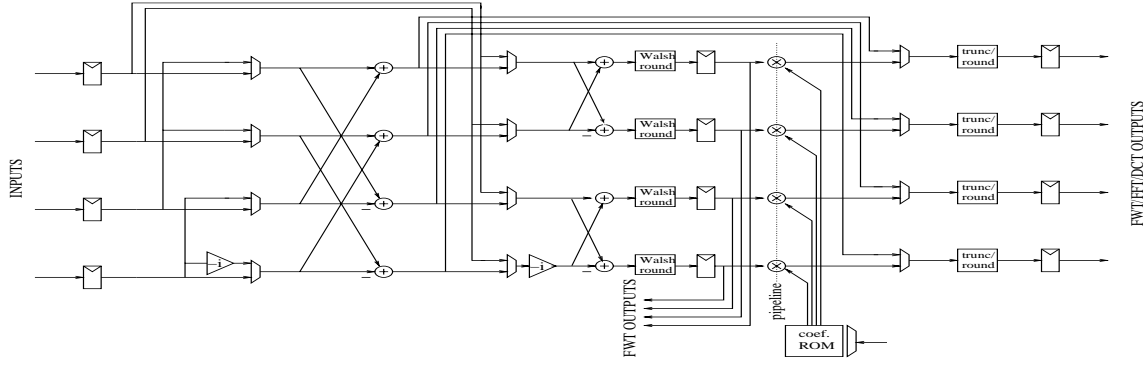 INPUTS
−i
−
−
−i
−
−
Walsh
round
Walsh
round
Walsh
round
Walsh
round
FWT OUTPUTS
pipeline
coef.
ROM
trunc/
round
trunc/
round
trunc/
round
trunc/
round
FWT/FFT/DCT OUTPUTS